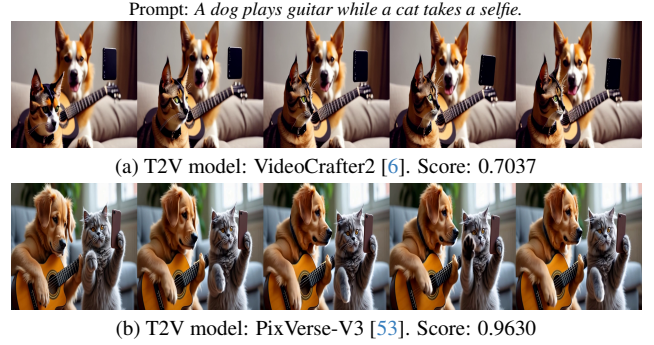 Prompt: A dog plays guitar while a cat takes a selfie.
(a) T2V model: VideoCrafter2 [6]. Score: 0.7037
(b) T2V model: PixVerse-V3 [53]. Score: 0.9630